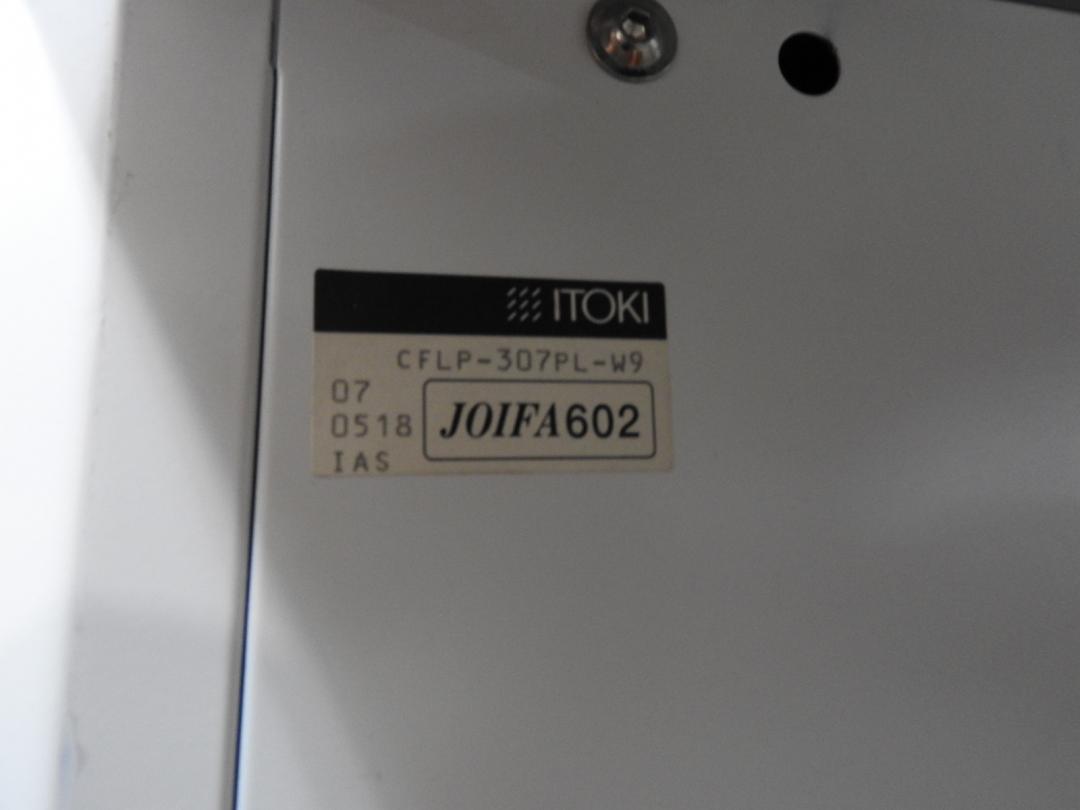 ITOKI
CFLP-307PL-W9
07
0518
IAS
JOIFA602